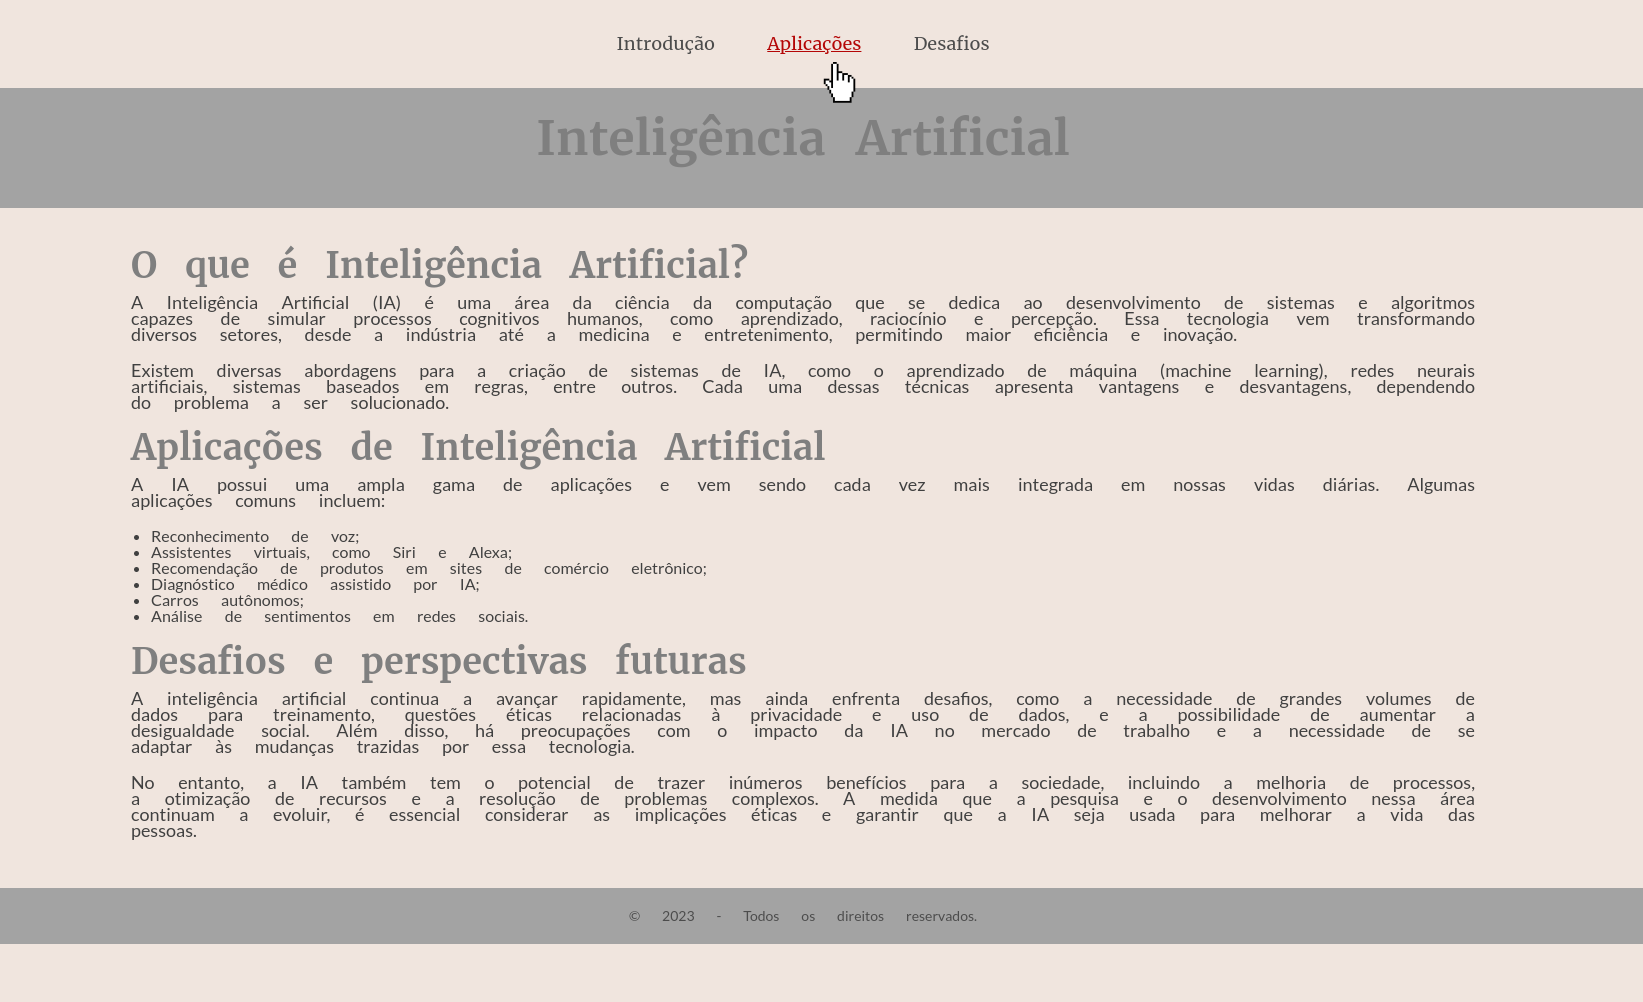 Introdução Aplicações Desafios
Inteligência Artificial
O que é Inteligência Artificial?
A Inteligência Artificial (IA) é uma área da ciência da computação que se dedica ao desenvolvimento de sistemas e algoritmos
capazes de simular processos cognitivos humanos, como aprendizado, raciocínio e percepção. Essa tecnologia vem transformando
diversos setores, desde a indústria até a medicina e entretenimento, permitindo maior eficiência e inovação.
Existem diversas abordagens para a criação de sistemas de IA, como o aprendizado de máquina (machine learning), redes neurais
artificiais, sistemas baseados em regras, entre outros. Cada uma dessas técnicas apresenta vantagens e desvantagens, dependendo
do problema a ser solucionado.
Aplicações de Inteligência Artificial
A IA possui uma ampla gama de aplicações e vem sendo cada vez mais integrada em nossas vidas diárias. Algumas
aplicações comuns incluem:
• Reconhecimento de voz;
• Assistentes virtuais, como Siri e Alexa;
• Recomendação de produtos em sites de comércio eletrônico;
• Diagnóstico médico assistido por IA;
• Carros autônomos;
• Análise de sentimentos em redes sociais.
Desafios e perspectivas futuras
A inteligência artificial continua a avançar rapidamente, mas ainda enfrenta desafios, como a necessidade de grandes volumes de
dados para treinamento, questões éticas relacionadas à privacidade e uso de dados, e a possibilidade de aumentar a
desigualdade social. Além disso, há preocupações com o impacto da IA no mercado de trabalho e a necessidade de se
adaptar às mudanças trazidas por essa tecnologia.
No entanto, a IA também tem o potencial de trazer inúmeros benefícios para a sociedade, incluindo a melhoria de processos,
a otimização de recursos e a resolução de problemas complexos. À medida que a pesquisa e o desenvolvimento nessa área
continuam a evoluir, é essencial considerar as implicações éticas e garantir que a IA seja usada para melhorar a vida das
pessoas.
© 2023 - Todos os direitos reservados.